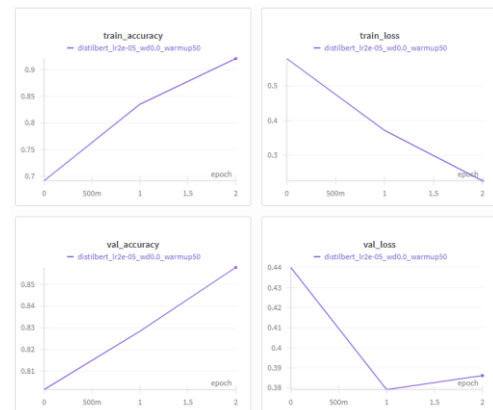 train_accuracy
distilbert_lr2e-05_wd0.0_warmup50
0.9
0.85
0.8
0.75
0.7
epoch
0 500m 1 1.5 2
train_loss
distilbert_lr2e-05_wd0.0_warmup50
0.5
0.4
0.3
epoch
0 500m 1 1.5 2
val_accuracy
distilbert_lr2e-05_wd0.0_warmup50
0.85
0.84
0.83
0.82
0.81
epoch
0 500m 1 1.5 2
val_loss
distilbert_lr2e-05_wd0.0_warmup50
0.44
0.43
0.42
0.41
0.4
0.39
0.38
epoch
0 500m 1 1.5 2